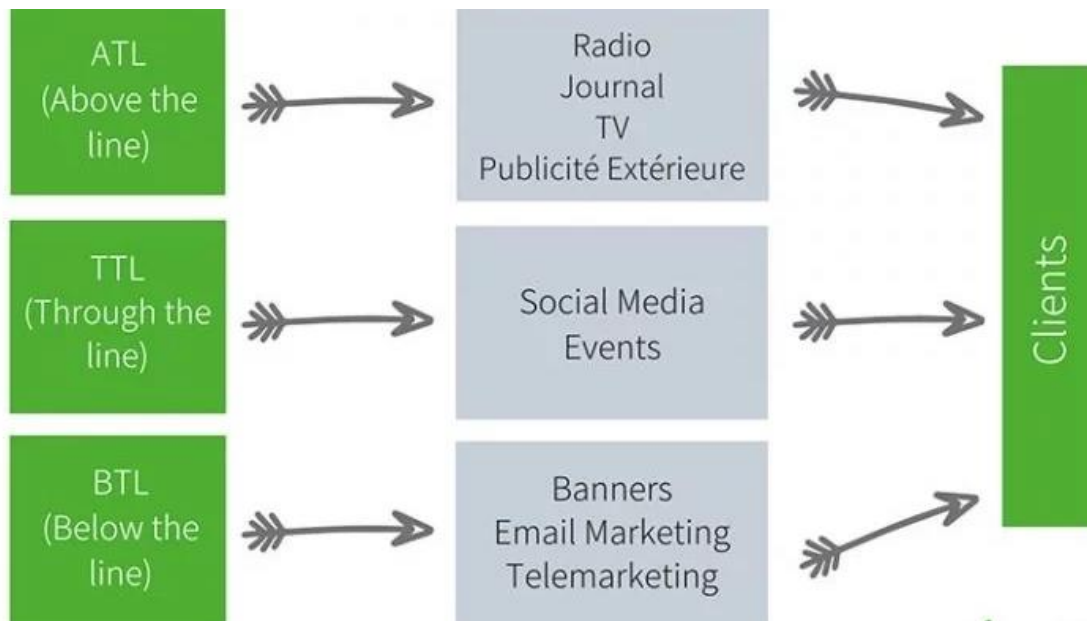 ATL
(Above the
line)
Radio
Journal
TV
Publicité Extérieure
TTL
(Through the
line)
Social Media
Events
BTL
(Below the
line)
Banners
Email Marketing
Telemarketing
Clients